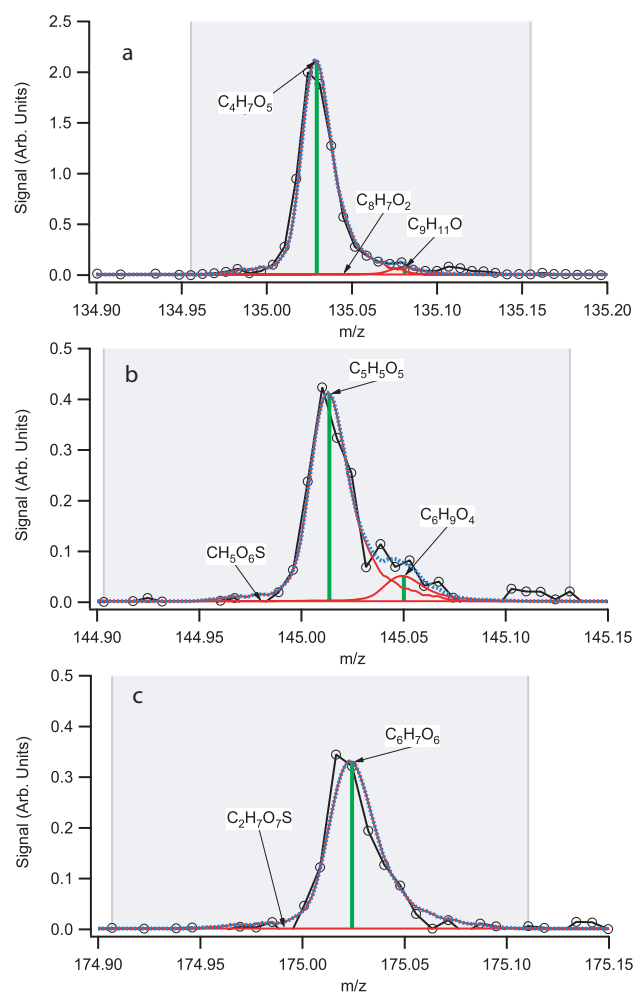 a
Signal (Arb. Units)
2.5
2.0
1.5
1.0
0.5
0.0
C₄H₇O₅
C₈H₇O₂
C₉H₁₁O
134.90 134.95 135.00 135.05 135.10 135.15 135.20
m/z
b
Signal (Arb. Units)
0.5
0.4
0.3
0.2
0.1
0.0
C₅H₅O₅
C₆H₉O₄
CH₅O₆S
144.90 144.95 145.00 145.05 145.10 145.15
m/z
c
Signal (Arb. Units)
0.5
0.4
0.3
0.2
0.1
0.0
C₆H₇O₆
C₂H₇O₇S
174.90 174.95 175.00 175.05 175.10 175.15
m/z